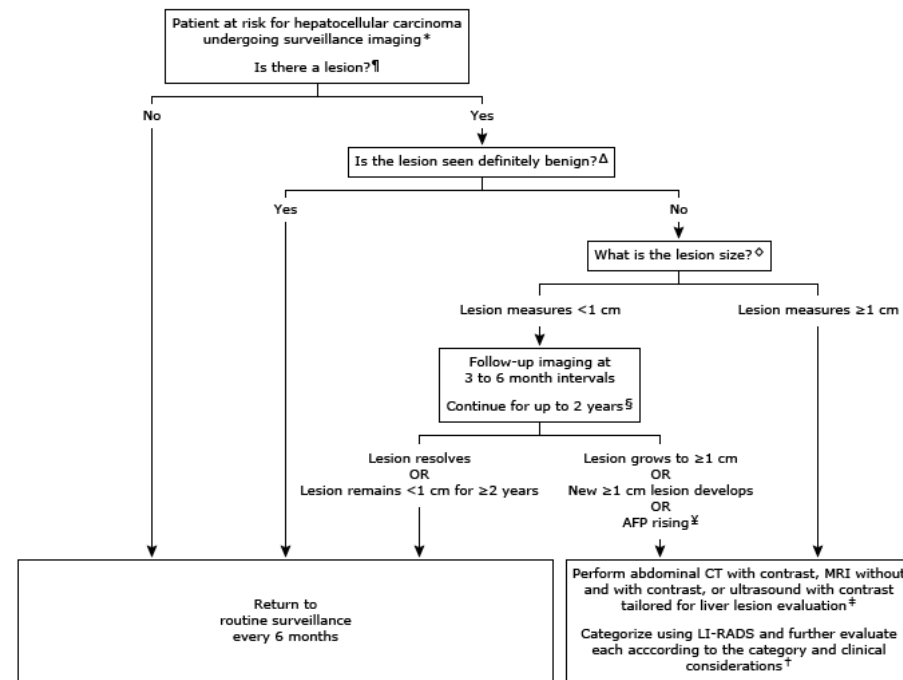 Patient at risk for hepatocellular carcinoma
undergoing surveillance imaging*
Is there a lesion?¶
No
Yes
Is the lesion seen definitely benign?Δ
Yes
No
What is the lesion size?◇
Lesion measures <1 cm
Lesion measures ≥1 cm
Follow-up imaging at
3 to 6 month intervals
Continue for up to 2 years§
Lesion resolves
OR
Lesion remains <1 cm for ≥2 years
Lesion grows to ≥1 cm
OR
New ≥1 cm lesion develops
OR
AFP rising¥
Return to
routine surveillance
every 6 months
Perform abdominal CT with contrast, MRI without
and with contrast, or ultrasound with contrast
tailored for liver lesion evaluation‡
Categorize using LI-RADS and further evaluate
each acccording to the category and clinical
considerations†